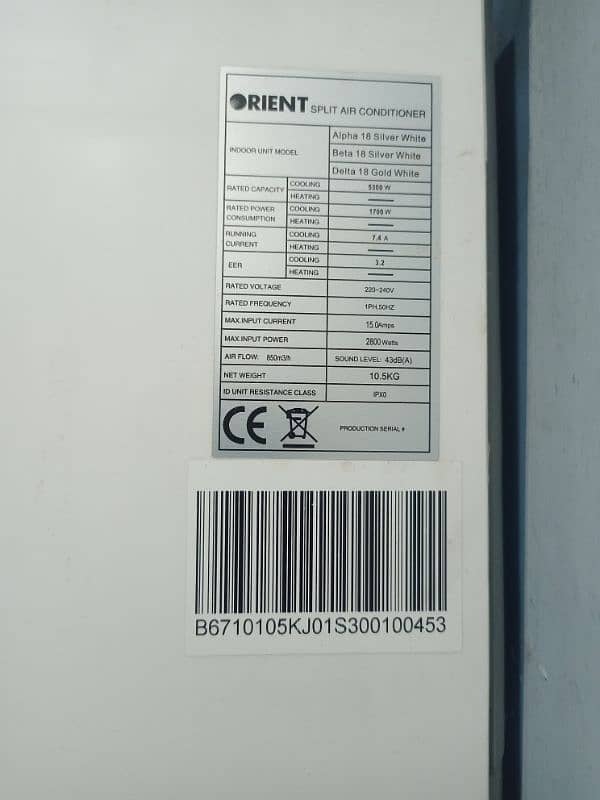 ORIENT SPLIT AIR CONDITIONER
INDOOR UNIT MODEL
Alpha 18 Silver White
Beta 18 Silver White
Delta 18 Gold White
RATED CAPACITY COOLING 5300 W
HEATING ——
RATED POWER CONSUMPTION COOLING 1700 W
HEATING ——
RUNNING CURRENT COOLING 7.4 A
HEATING ——
EER COOLING 3.2
HEATING ——
RATED VOLTAGE 220~240V
RATED FREQUENCY 1PH,50HZ
MAX.INPUT CURRENT 15.0Amps
MAX.INPUT POWER 2800Watts
AIR FLOW: 850m3/h SOUND LEVEL: 43dB(A)
NET WEIGHT 10.5KG
ID UNIT RESISTANCE CLASS IPX0
CE PRODUCTION SERIAL #
B6710105KJ01S300100453